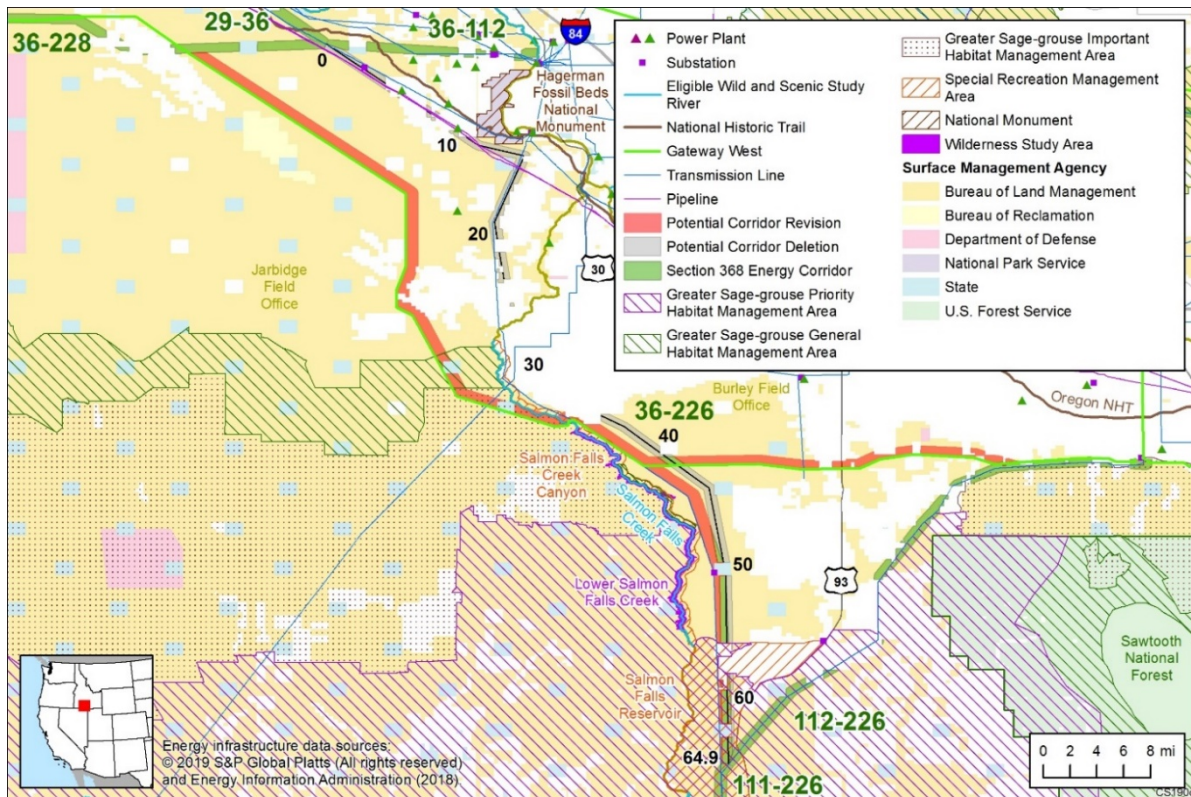 36-228
29-36
36-112
84
0
Hagerman
Fossil Beds
National
Monument
10
20
30
Jarbidge
Field
Office
30
Burley Field
Office
36-226
40
Oregon NHT
Salmon Falls
Creek
Canyon
Salmon Falls
Creek
50
93
Lower Salmon
Falls Creek
Sawtooth
National
Forest
Salmon
Falls
Reservoir
60
112-226
64.9
111-226
Power Plant
Substation
Eligible Wild and Scenic Study
River
National Historic Trail
Gateway West
Transmission Line
Pipeline
Potential Corridor Revision
Potential Corridor Deletion
Section 368 Energy Corridor
Greater Sage-grouse Priority
Habitat Management Area
Greater Sage-grouse General
Habitat Management Area
Greater Sage-grouse Important
Habitat Management Area
Special Recreation Management
Area
National Monument
Wilderness Study Area
Surface Management Agency
Bureau of Land Management
Bureau of Reclamation
Department of Defense
National Park Service
State
U.S. Forest Service
Energy infrastructure data sources:
© 2019 S&P Global Platts (All rights reserved)
and Energy Information Administration (2018).
0 2 4 6 8 mi